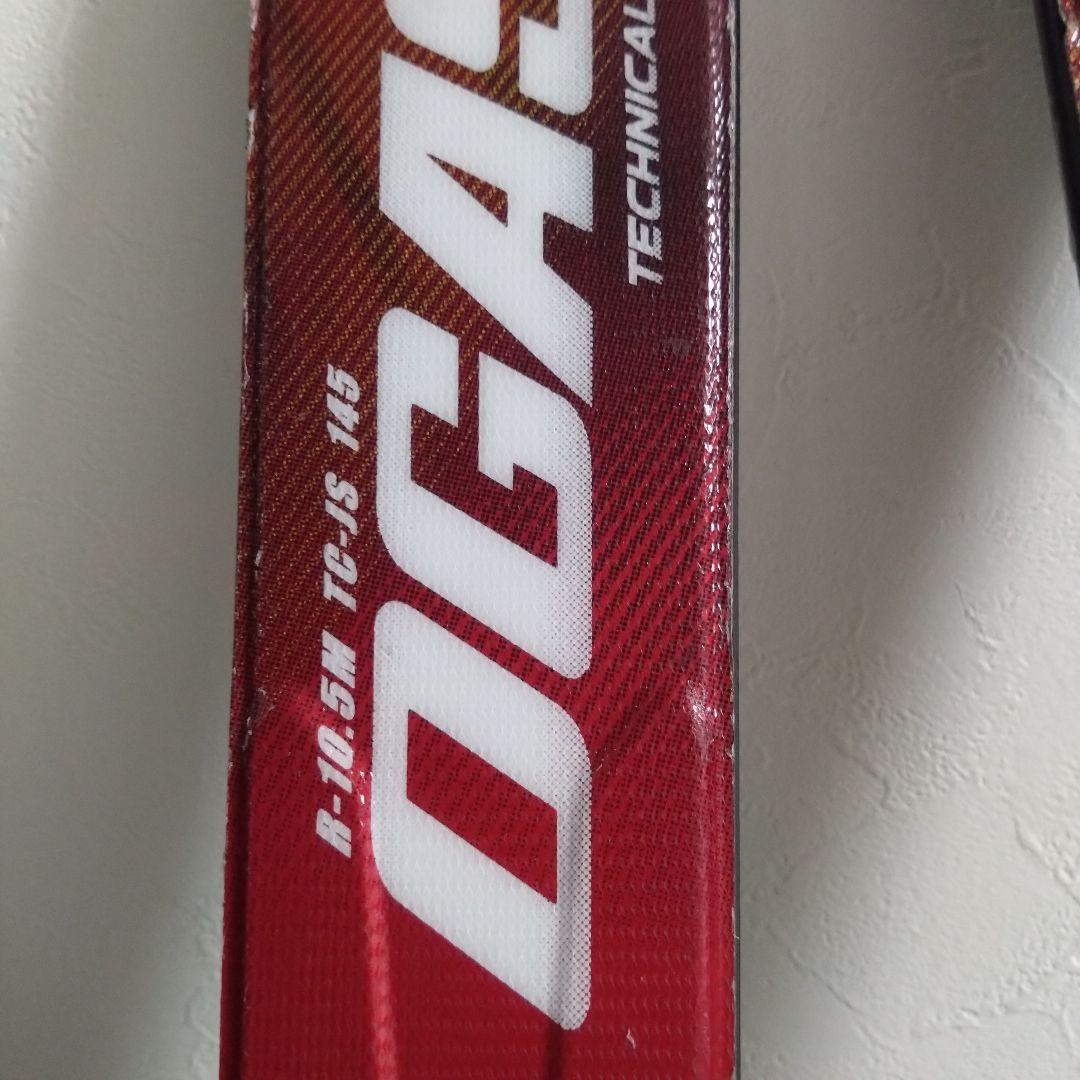 R-10.5M TC-JS 145
OGAS
TECHNICAL